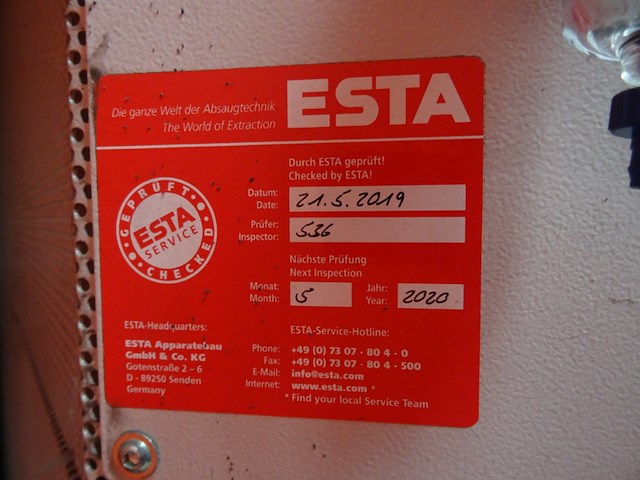 Die ganze Welt der Absaugtechnik
The World of Extraction
ESTA
Durch ESTA geprüft!
Checked by ESTA!
Datum:
Date:
21.5.2019
Prüfer:
Inspector:
536
Nächste Prüfung
Next Inspection
Monat:
Month:
5
Jahr:
Year:
2020
GEPRÜFT
ESTA
SERVICE
CHECKED
ESTA-Headquarters:
ESTA Apparatebau
GmbH & Co. KG
Gotenstraße 2 – 6
D - 89250 Senden
Germany
ESTA-Service-Hotline:
Phone: +49 (0) 73 07 - 80 4 - 0
Fax: +49 (0) 73 07 - 80 4 - 500
E-Mail: info@esta.com
Internet: www.esta.com *
* Find your local Service Team